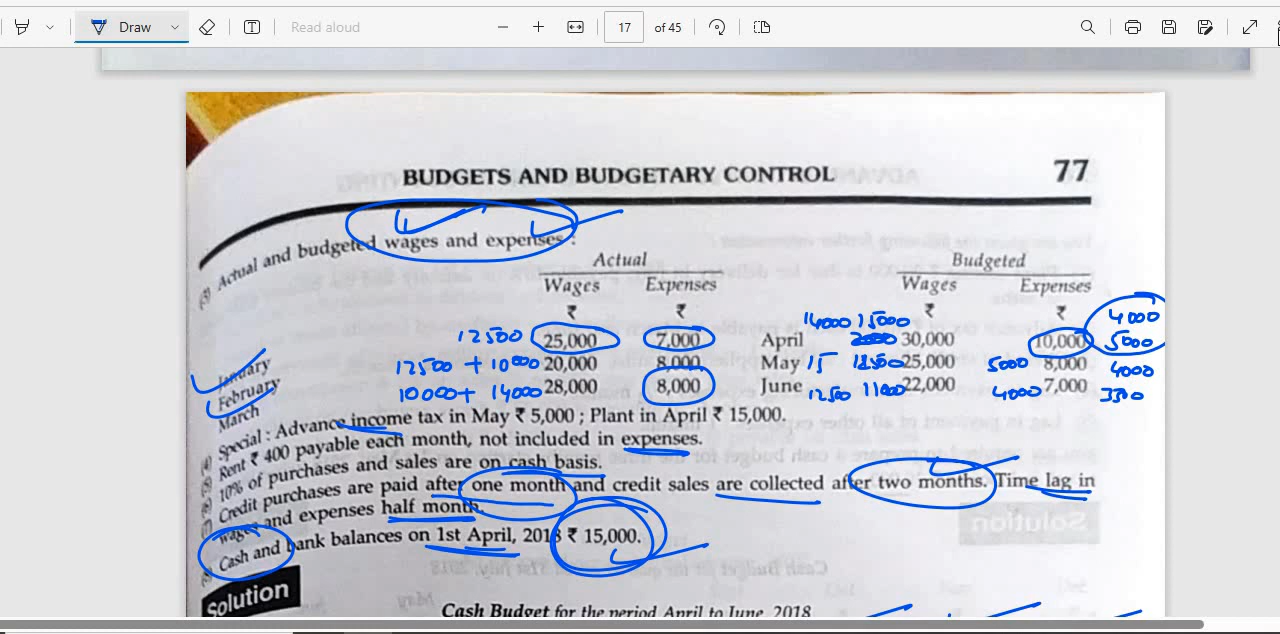 Draw
Read aloud
17 of 45
BUDGETS AND BUDGETARY CONTROL 77
(3) Actual and budgeted wages and expenses :
Actual Budgeted
Wages Expenses Wages Expenses
₹ ₹ ₹ ₹
14000 15000 4000
January 12500 25,000 7,000 April 30,000 10,000 5000
February 12500 + 10000 20,000 8,000 May 15 12500 25,000 5000 8,000 4000
March 10000 + 14000 28,000 8,000 June 12500 11000 22,000 4000 7,000
(4) Special : Advance income tax in May ₹ 5,000 ; Plant in April ₹ 15,000.
(5) Rent ₹ 400 payable each month, not included in expenses.
10% of purchases and sales are on cash basis.
Credit purchases are paid after one month and credit sales are collected after two months. Time lag in
wages and expenses half month.
Cash and bank balances on 1st April, 2018 ₹ 15,000.
Solution
Cash Budget for the period April to June, 2018